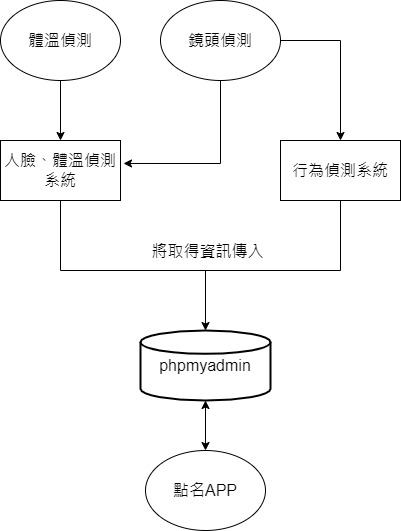 體溫偵測
鏡頭偵測
人臉、體溫偵測
系統
行為偵測系統
將取得資訊傳入
phpmyadmin
點名APP